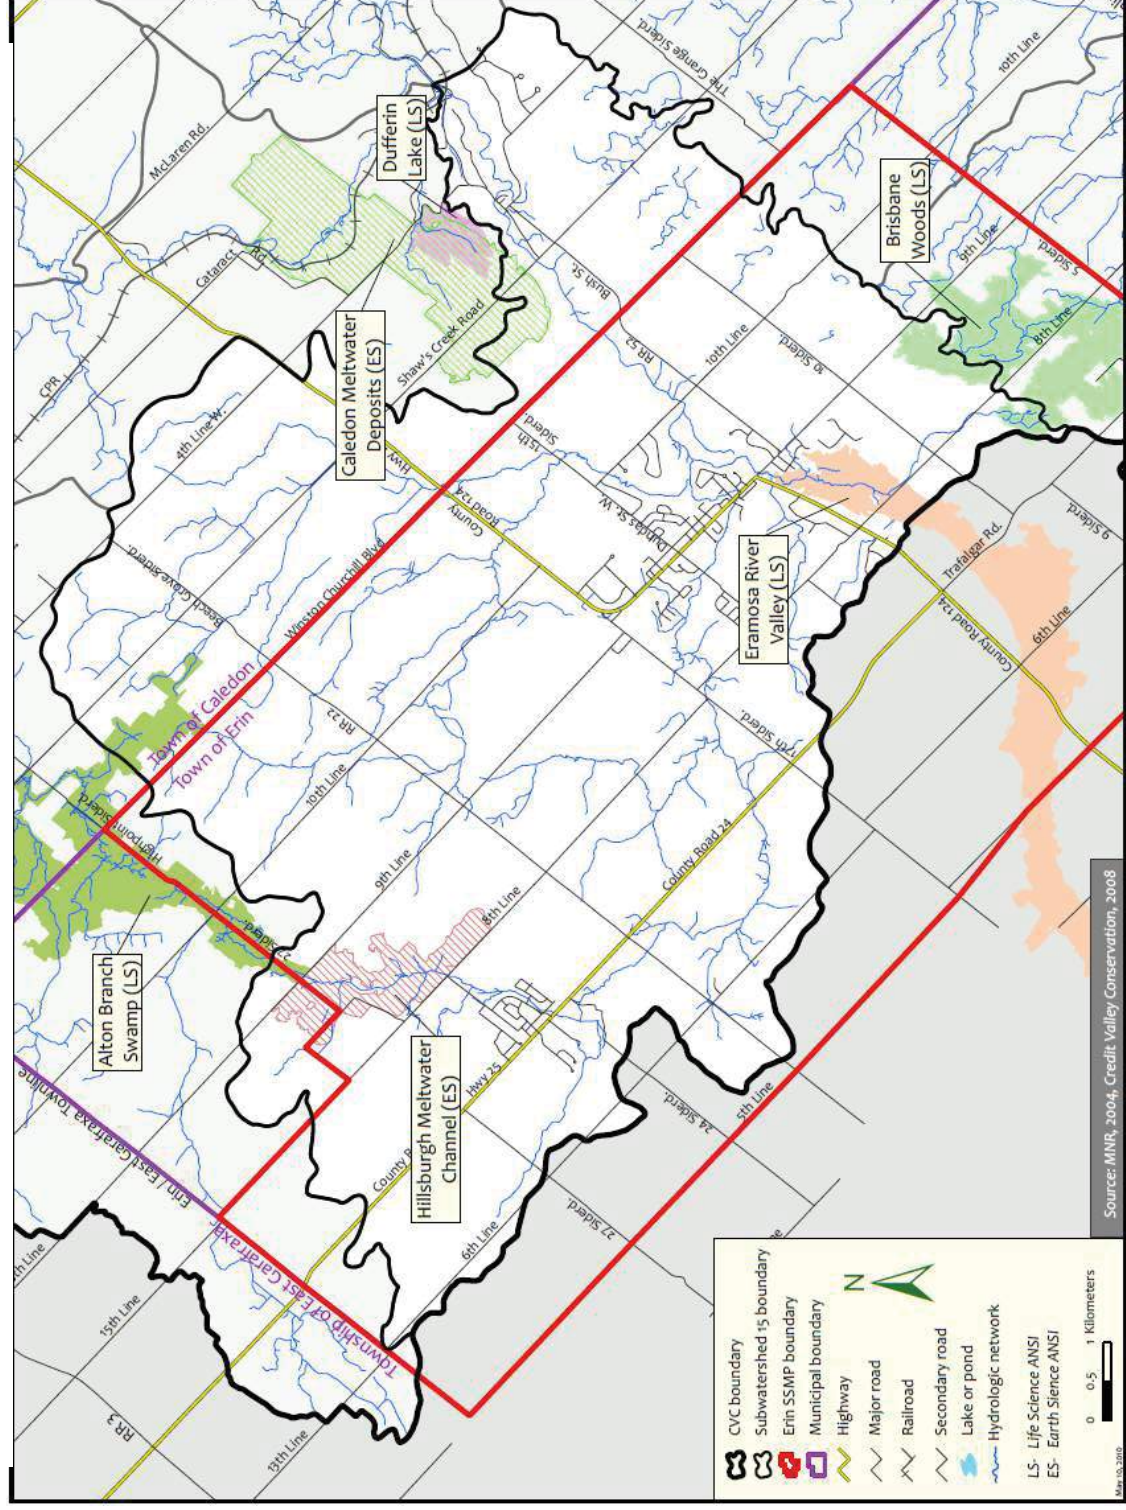 McLaren Rd.
The Grange Siderd.
10th Line
Dufferin
Lake (LS)
Brisbane
Woods (LS)
Cataract
Rd
9th Line
5 Siderd.
Bush St.
CPR
Caledon Meltwater
Deposits (ES)
Shaw's Creek Road
8th Line
RR 52
10th Line
10 Siderd.
4th Line W.
Hwy
15th
Siderd.
County
Road 124
Dundas St. W.
Beech Grove Siderd.
Winston Churchill Blvd
Eramosa River
Valley (LS)
Trafalgar Rd.
9 Siderd
6th Line
County Road 124
Town of Caledon
Town of Erin
RR 22
17th Siderd.
10th Line
Highpoint Siderd.
9th Line
County Road 24
8th Line
27 Siderd.
Alton Branch
Swamp (LS)
Hillsburgh Meltwater
Channel (ES)
Hwy 25
24 Siderd.
5th Line
Erin / East Garafraxa Townline
County R
6th Line
27 Siderd.
Township of East Garafraxa
15th Line
RR 3
13th Line
CVC boundary
Subwatershed 15 boundary
Erin SSMP boundary
Municipal boundary
Highway
Major road
Railroad
Secondary road
Lake or pond
Hydrologic network
LS- Life Science ANSI
ES- Earth Sience ANSI
N
0 0.5 1 Kilometers
May 10, 2010
Source: MNR, 2004, Credit Valley Conservation, 2008